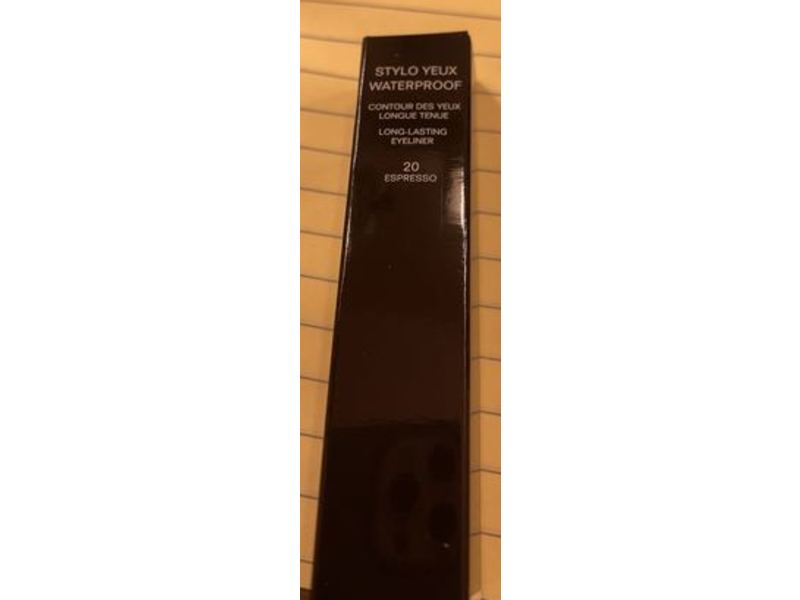 STYLO YEUX
WATERPROOF
CONTOUR DES YEUX
LONGUE TENUE
LONG-LASTING
EYELINER
20
ESPRESSO